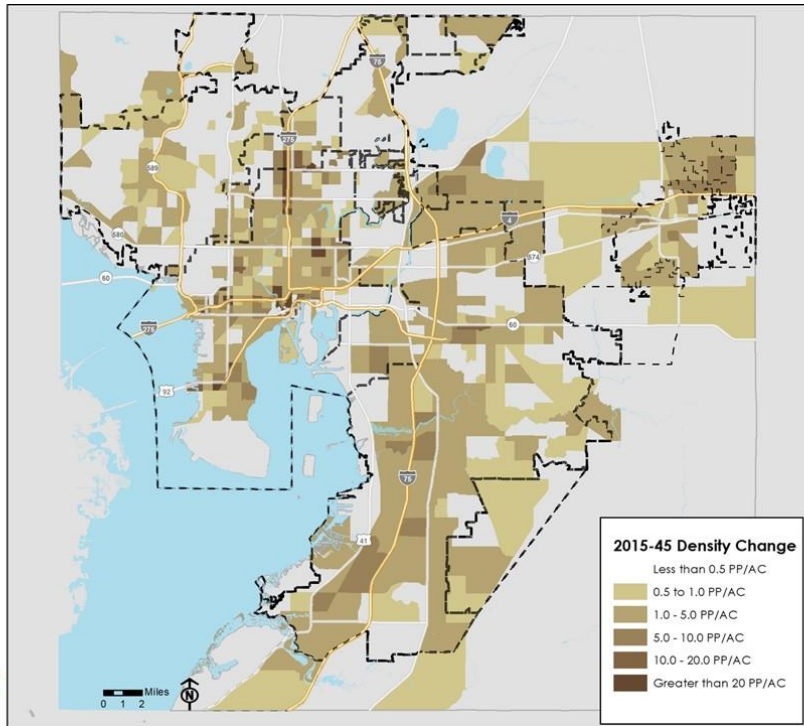 75
275
589
4
580
60
574
275
60
92
75
41
0 1 2 Miles
N
2015-45 Density Change
Less than 0.5 PP/AC
0.5 to 1.0 PP/AC
1.0 - 5.0 PP/AC
5.0 - 10.0 PP/AC
10.0 - 20.0 PP/AC
Greater than 20 PP/AC